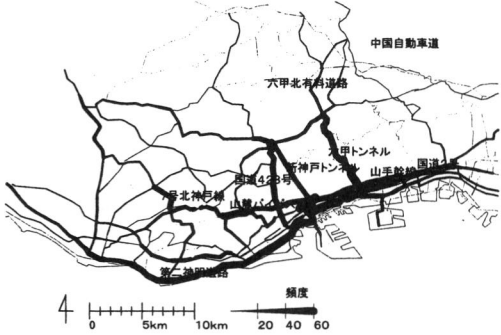 中国自動車道
六甲北有料道路
六甲トンネル
新神戸トンネル
国道2号
山手幹線
国道428号
7号北神戸線
山麓バイパス
第二神明道路
頻度
0 5km 10km
20 40 60